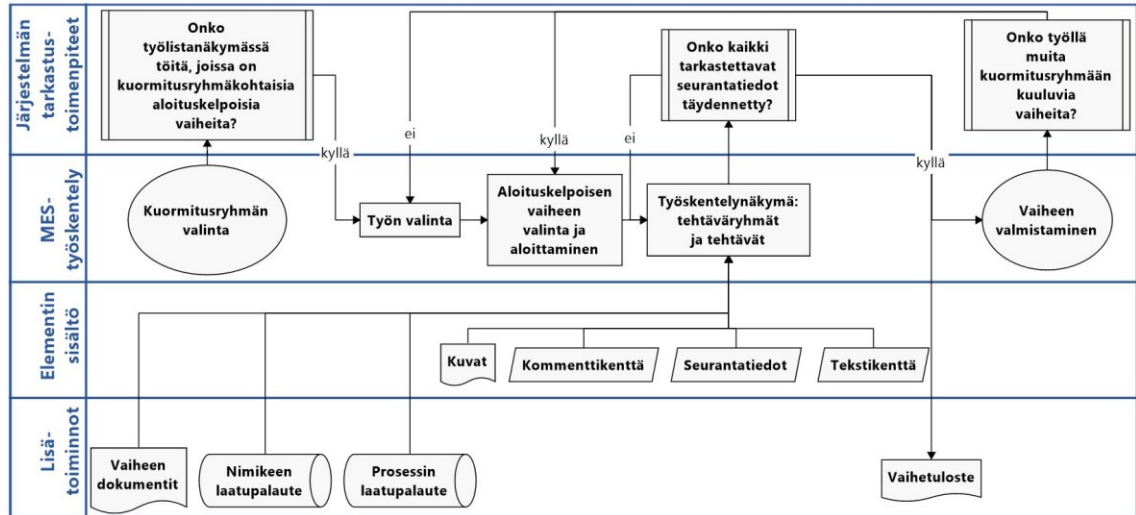 Järjestelmän
tarkastus-
toimenpiteet
Onko
työlistanäkymässä
töitä, joissa on
kuormitusryhmäkohtaisia
aloituskelpoisia
vaiheita?
Onko kaikki
tarkastettavat
seurantatiedot
täydennetty?
Onko työllä
muita
kuormitusryhmään
kuuluvia
vaiheita?
ei
kyllä
ei
kyllä
kyllä
MES-
työskentely
Kuormitusryhmän
valinta
Työn valinta
Aloituskelpoisen
vaiheen
valinta ja
aloittaminen
Työskentelynäkymä:
tehtäväryhmät
ja tehtävät
Vaiheen
valmistaminen
Elementin
sisältö
Kuvat
Kommenttikenttä
Seurantatiedot
Tekstikenttä
Lisä-
toiminnot
Vaiheen
dokumentit
Nimikeen
laatupalaute
Prosessin
laatupalaute
Vaihetuloste